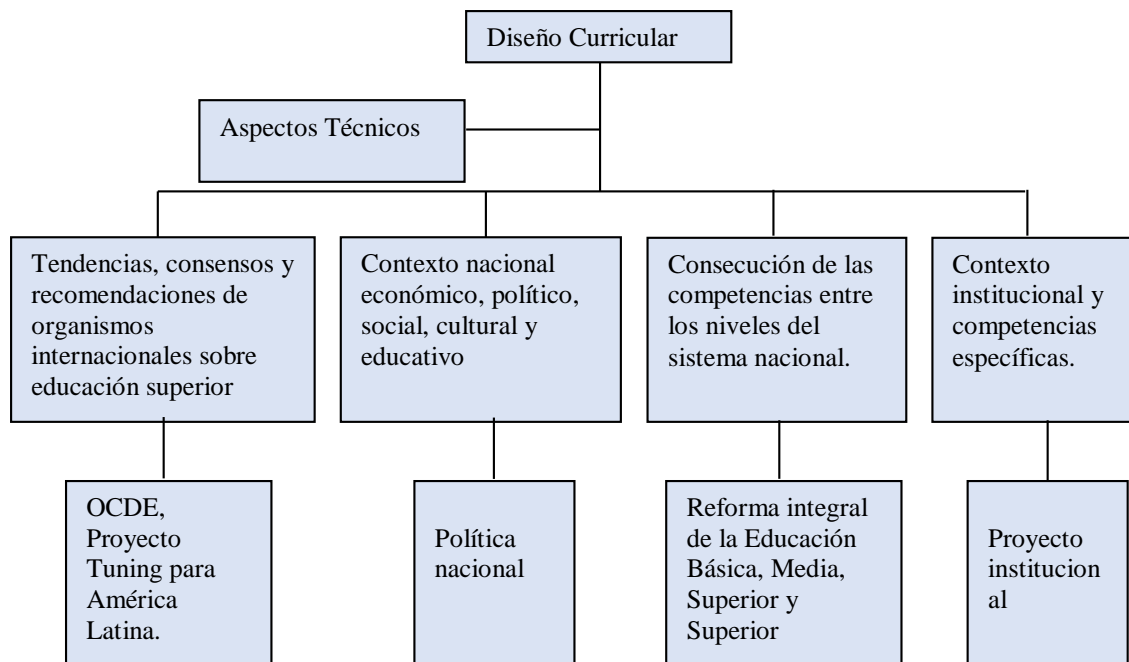 Diseño Curricular
Aspectos Técnicos
Tendencias, consensos y
recomendaciones de
organismos
internacionales sobre
educación superior
Contexto nacional
económico, político,
social, cultural y
educativo
Consecución de las
competencias entre
los niveles del
sistema nacional.
Contexto
institucional y
competencias
específicas.
OCDE,
Proyecto
Tuning para
América
Latina.
Política
nacional
Reforma integral
de la Educación
Básica, Media,
Superior y
Superior
Proyecto
institucion
al